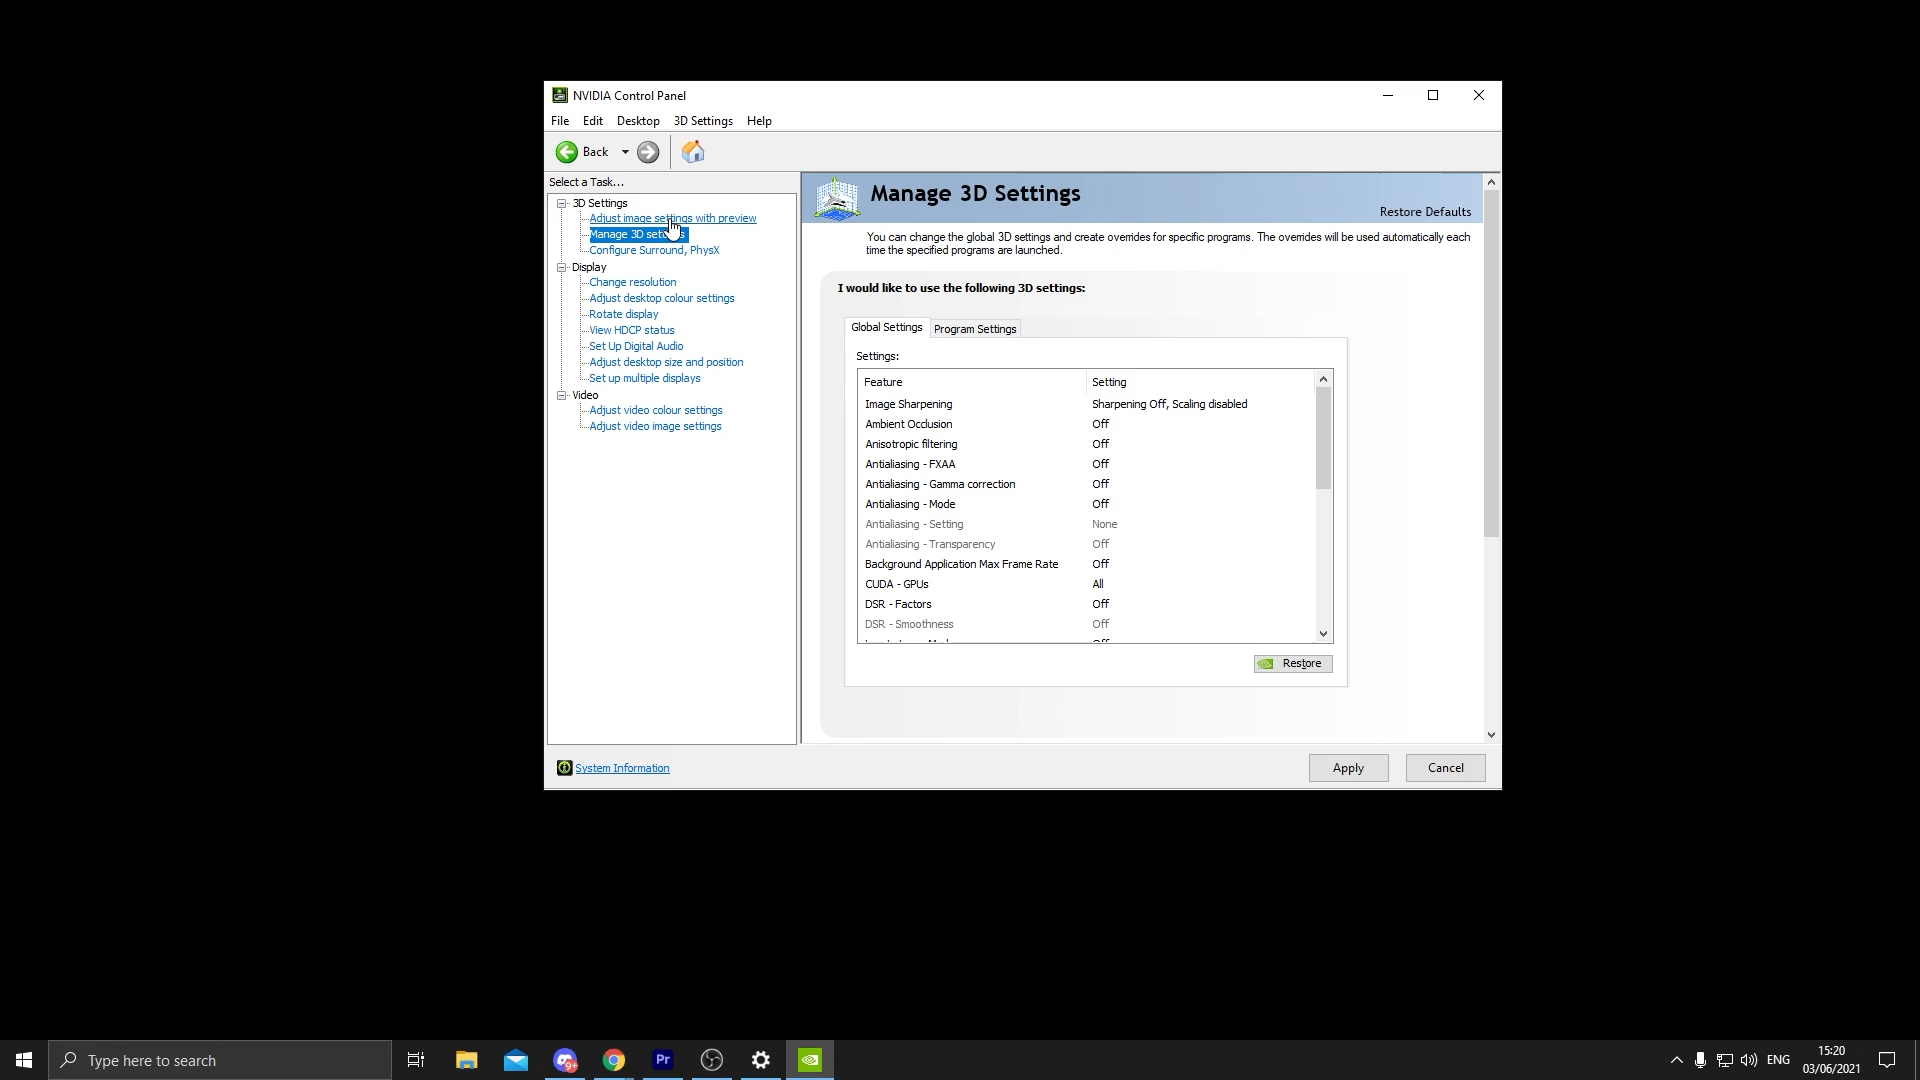 NVIDIA Control Panel
File Edit Desktop 3D Settings Help
Back
Select a Task...
3D Settings
Adjust image settings with preview
Manage 3D
Configure Surround, PhysX
Display
Change resolution
Adjust desktop colour settings
Rotate display
View HDCP status
Set Up Digital Audio
Adjust desktop size and position
Set up multiple displays
Video
Adjust video colour settings
Adjust video image settings
Manage 3D Settings
Restore Defaults
You can change the global 3D settings and create overrides for specific programs. The overrides will be used automatically each
time the specified programs are launched.
I would like to use the following 3D settings:
Global Settings Program Settings
Settings:
Feature Setting
Image Sharpening Sharpening Off, Scaling disabled
Ambient Occlusion Off
Anisotropic filtering Off
Antialiasing - FXAA Off
Antialiasing - Gamma correction Off
Antialiasing - Mode Off
Antialiasing - Setting None
Antialiasing - Transparency Off
Background Application Max Frame Rate Off
CUDA - GPUs All
DSR - Factors Off
DSR - Smoothness Off
Restore
System Information
Apply Cancel
Type here to search
9+
Pr
ENG
15:20
03/06/2021